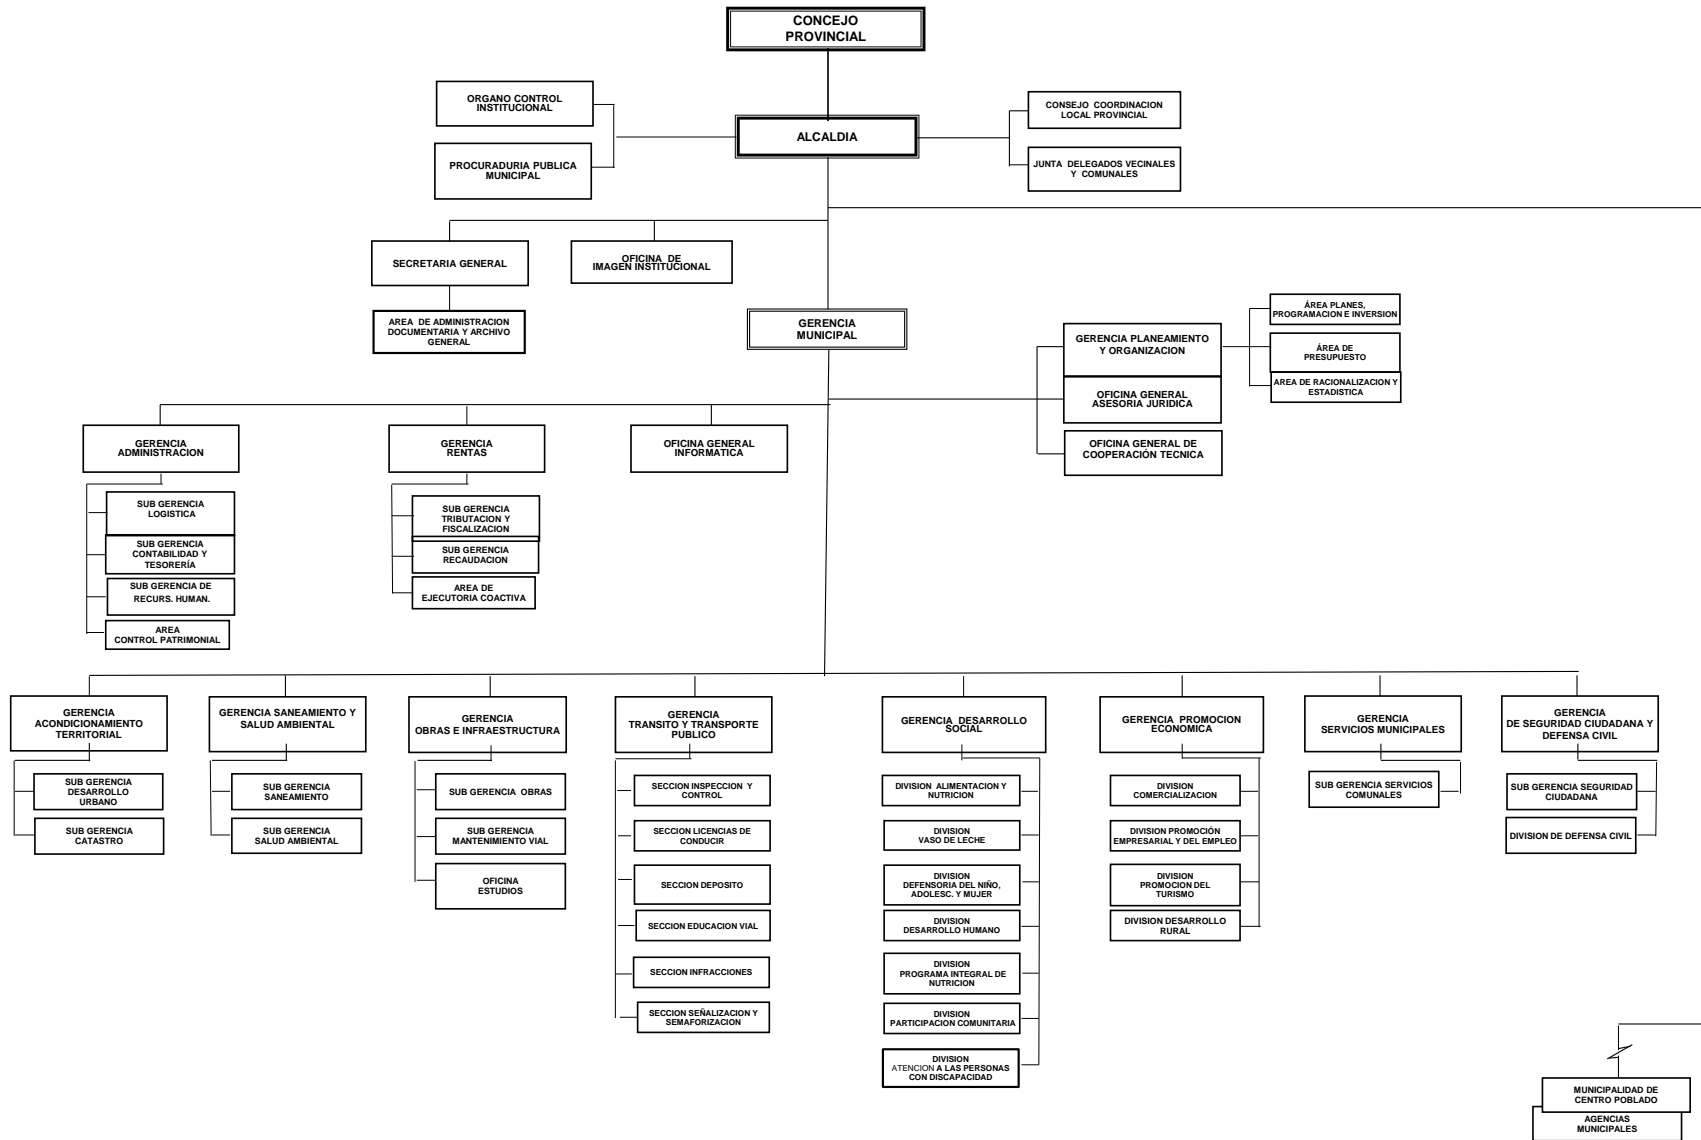 CONCEJO
PROVINCIAL
ORGANO CONTROL
INSTITUCIONAL
PROCURADURIA PUBLICA
MUNICIPAL
ALCALDIA
CONSEJO COORDINACION
LOCAL PROVINCIAL
JUNTA DELEGADOS VECINALES
Y COMUNALES
SECRETARIA GENERAL
OFICINA DE
IMAGEN INSTITUCIONAL
AREA DE ADMINISTRACION
DOCUMENTARIA Y ARCHIVO
GENERAL
GERENCIA
MUNICIPAL
GERENCIA PLANEAMIENTO
Y ORGANIZACION
OFICINA GENERAL
ASESORIA JURIDICA
OFICINA GENERAL DE
COOPERACIÓN TECNICA
ÁREA PLANES,
PROGRAMACION E INVERSION
ÁREA DE
PRESUPUESTO
AREA DE RACIONALIZACION Y
ESTADISTICA
GERENCIA
ADMINISTRACION
SUB GERENCIA
LOGISTICA
SUB GERENCIA
CONTABILIDAD Y
TESORERÍA
SUB GERENCIA DE
RECURS. HUMAN.
AREA
CONTROL PATRIMONIAL
GERENCIA
RENTAS
SUB GERENCIA
TRIBUTACION Y
FISCALIZACION
SUB GERENCIA
RECAUDACION
AREA DE
EJECUTORIA COACTIVA
OFICINA GENERAL
INFORMATICA
GERENCIA
ACONDICIONAMIENTO
TERRITORIAL
SUB GERENCIA
DESARROLLO
URBANO
SUB GERENCIA
CATASTRO
GERENCIA SANEAMIENTO Y
SALUD AMBIENTAL
SUB GERENCIA
SANEAMIENTO
SUB GERENCIA
SALUD AMBIENTAL
GERENCIA
OBRAS E INFRAESTRUCTURA
SUB GERENCIA OBRAS
SUB GERENCIA
MANTENIMIENTO VIAL
OFICINA
ESTUDIOS
GERENCIA
TRANSITO Y TRANSPORTE
PUBLICO
SECCION INSPECCION Y
CONTROL
SECCION LICENCIAS DE
CONDUCIR
SECCION DEPOSITO
SECCION EDUCACION VIAL
SECCION INFRACCIONES
SECCION SEÑALIZACION Y
SEMAFORIZACION
GERENCIA DESARROLLO
SOCIAL
DIVISION ALIMENTACION Y
NUTRICION
DIVISION
VASO DE LECHE
DIVISION
DEFENSORIA DEL NIÑO,
ADOLESC. Y MUJER
DIVISION
DESARROLLO HUMANO
DIVISION
PROGRAMA INTEGRAL DE
NUTRICION
DIVISION
PARTICIPACION COMUNITARIA
DIVISION
ATENCION A LAS PERSONAS
CON DISCAPACIDAD
GERENCIA PROMOCION
ECONOMICA
DIVISION
COMERCIALIZACION
DIVISION PROMOCIÓN
EMPRESARIAL Y DEL EMPLEO
DIVISION
PROMOCION DEL
TURISMO
DIVISION DESARROLLO
RURAL
GERENCIA
SERVICIOS MUNICIPALES
SUB GERENCIA SERVICIOS
COMUNALES
GERENCIA
DE SEGURIDAD CIUDADANA Y
DEFENSA CIVIL
SUB GERENCIA SEGURIDAD
CIUDADANA
DIVISION DE DEFENSA CIVIL
MUNICIPALIDAD DE
CENTRO POBLADO
AGENCIAS
MUNICIPALES